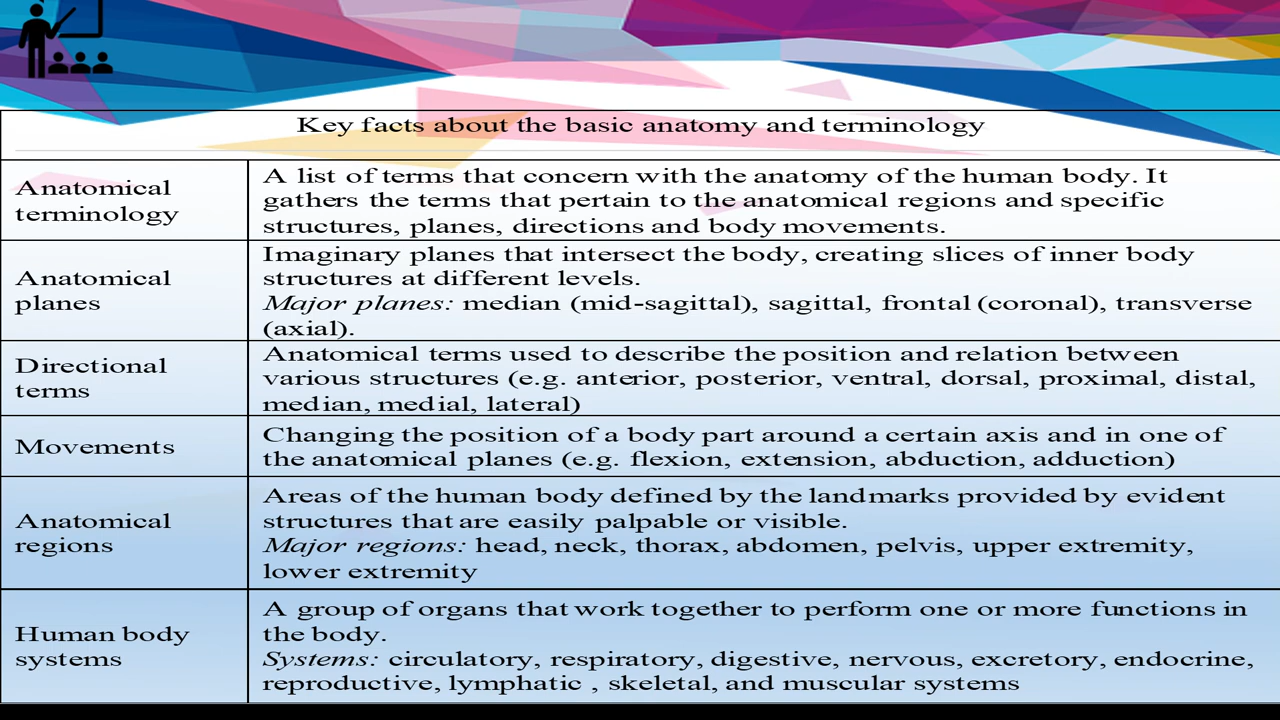 Key facts about the basic anatomy and terminology
Anatomical
terminology
A list of terms that concern with the anatomy of the human body. It
gathers the terms that pertain to the anatomical regions and specific
structures, planes, directions and body movements.
Anatomical
planes
Imaginary planes that intersect the body, creating slices of inner body
structures at different levels.
Major planes: median (mid-sagittal), sagittal, frontal (coronal), transverse
(axial).
Directional
terms
Anatomical terms used to describe the position and relation between
various structures (e.g. anterior, posterior, ventral, dorsal, proximal, distal,
median, medial, lateral)
Movements
Changing the position of a body part around a certain axis and in one of
the anatomical planes (e.g. flexion, extension, abduction, adduction)
Anatomical
regions
Areas of the human body defined by the landmarks provided by evident
structures that are easily palpable or visible.
Major regions: head, neck, thorax, abdomen, pelvis, upper extremity,
lower extremity
Human body
systems
A group of organs that work together to perform one or more functions in
the body.
Systems: circulatory, respiratory, digestive, nervous, excretory, endocrine,
reproductive, lymphatic , skeletal, and muscular systems